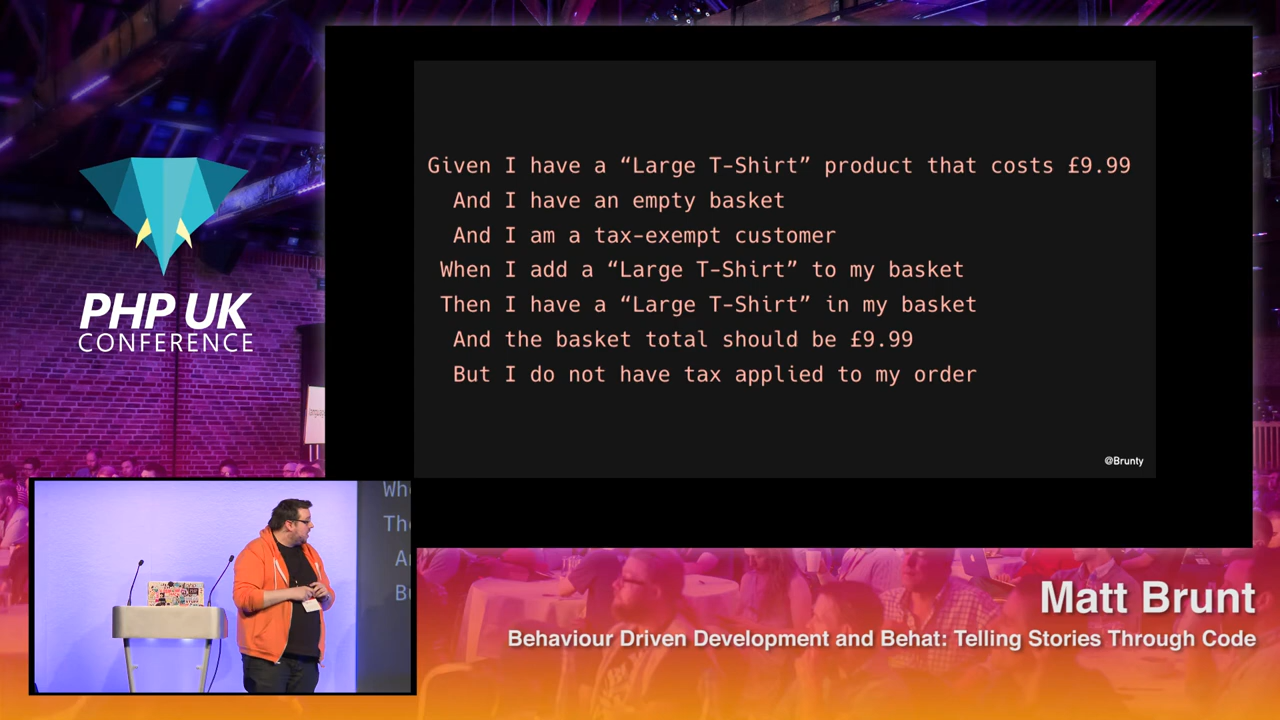 Given I have a “Large T-Shirt” product that costs £9.99
And I have an empty basket
And I am a tax-exempt customer
When I add a “Large T-Shirt” to my basket
Then I have a “Large T-Shirt” in my basket
And the basket total should be £9.99
But I do not have tax applied to my order
@Brunty
PHP UK
CONFERENCE
Wh
Th
A
B
Matt Brunt
Behaviour Driven Development and Behat: Telling Stories Through Code